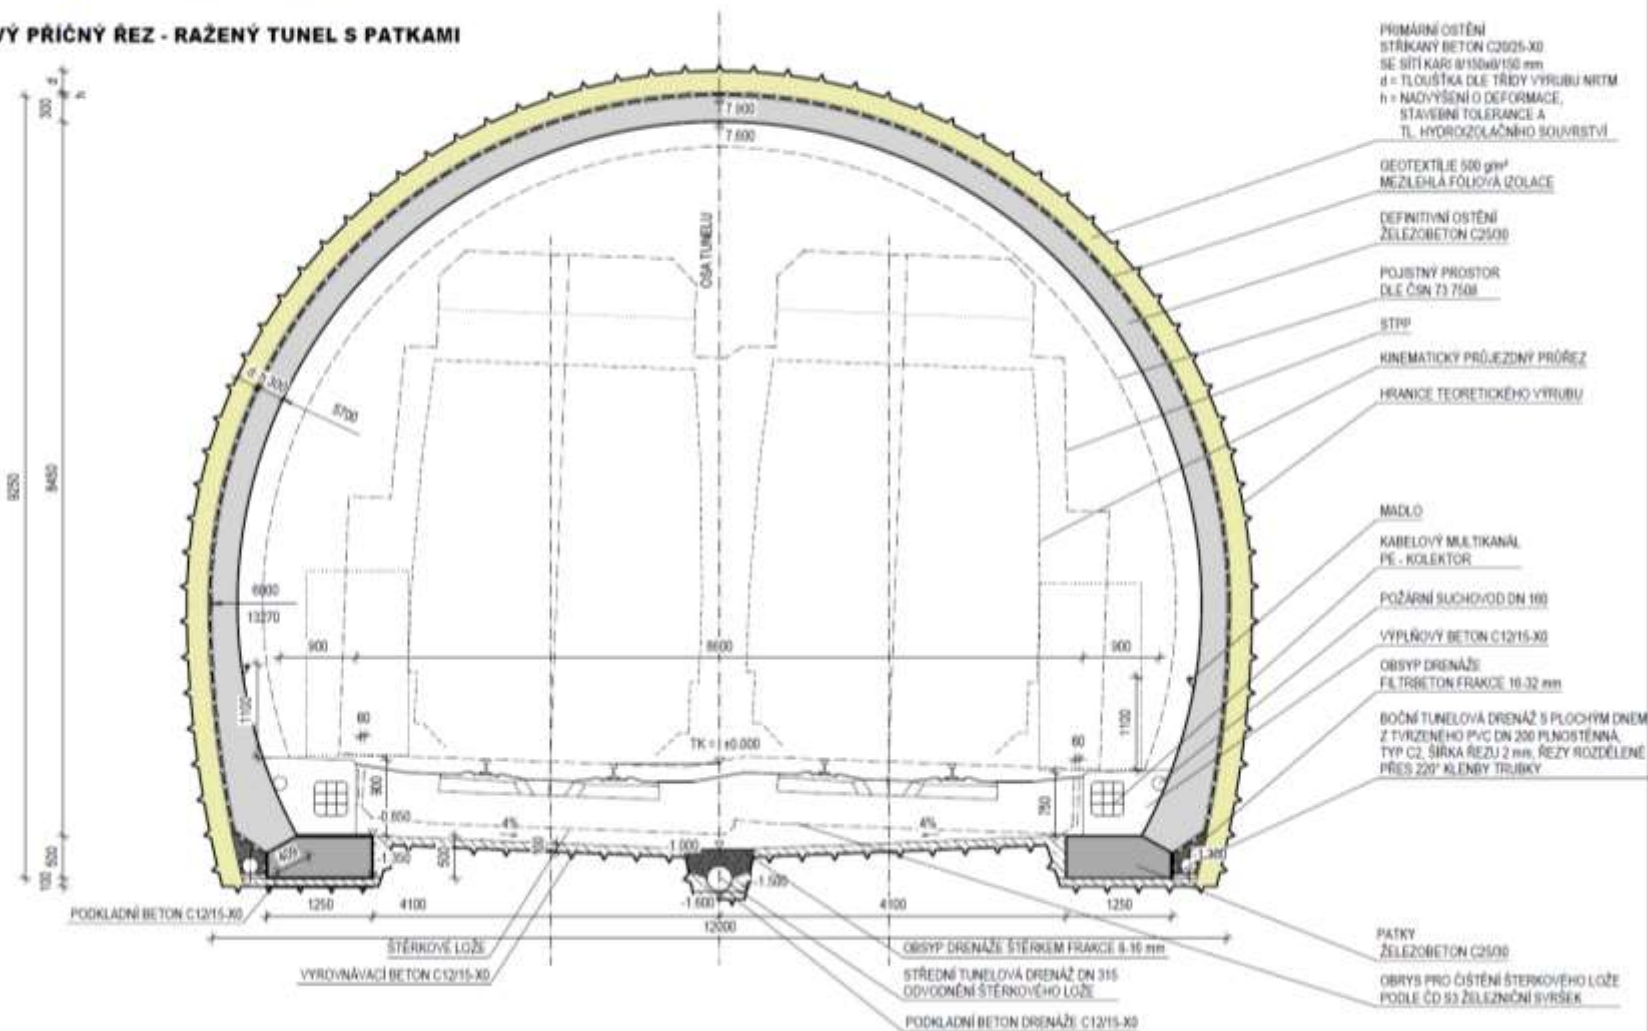 VÝ PŘÍČNÝ ŘEZ - RAŽENÝ TUNEL S PATKAMI
PRIMÁRNÍ OSTĚNÍ
STŘÍKANÝ BETON C20/25-X0
SE SÍTÍ KARI 8/150x8/150 mm
d = TLOUŠŤKA DLE TŘÍDY VÝRUBU NRTM
h = NADVÝŠENÍ O DEFORMACE,
STAVEBNÍ TOLERANCE A
TL. HYDROIZOLAČNÍHO SOUVRSTVÍ
GEOTEXTÍLIE 500 g/m²
MEZILEHLÁ FÓLIOVÁ IZOLACE
DEFINITIVNÍ OSTĚNÍ
ŽELEZOBETON C25/30
POJISTNÝ PROSTOR
DLE ČSN 73 7508
STPP
KINEMATICKÝ PRŮJEZDNÝ PRŮŘEZ
HRANICE TEORETICKÉHO VÝRUBU
MADLO
KABELOVÝ MULTIKANÁL
PE - KOLEKTOR
POŽÁRNÍ SUCHOVOD DN 160
VÝPLŇOVÝ BETON C12/15-X0
OBSYP DRENÁŽE
FILTRBETON FRAKCE 16-32 mm
BOČNÍ TUNELOVÁ DRENÁŽ S PLOCHÝM DNEM
Z TVRZENÉHO PVC DN 200 PLNOSTĚNNÁ,
TYP C2, ŠÍŘKA ŘEZU 2 mm, ŘEZY ROZDĚLENÉ
PŘES 220° KLENBY TRUBKY
PATKY
ŽELEZOBETON C25/30
OBRYS PRO ČIŠTĚNÍ ŠTĚRKOVÉHO LOŽE
PODLE ČD S3 ŽELEZNIČNÍ SVRŠEK
d
h
300
7.900
7.600
OSA TUNELU
d h 300
5700
9250
8450
6000
13270
900
8600
900
1100
1100
60
60
TK = ±0.000
900
750
-0.850
4%
4%
100
-1.000
500
-1.350
-1.380
100 500
-1.500
-1.600
1250
4100
4100
1250
12000
PODKLADNÍ BETON C12/15-X0
ŠTĚRKOVÉ LOŽE
VYROVNÁVACÍ BETON C12/15-X0
OBSYP DRENÁŽE ŠTĚRKEM FRAKCE 8-16 mm
STŘEDNÍ TUNELOVÁ DRENÁŽ DN 315
ODVODNĚNÍ ŠTĚRKOVÉHO LOŽE
PODKLADNÍ BETON DRENÁŽE C12/15-X0